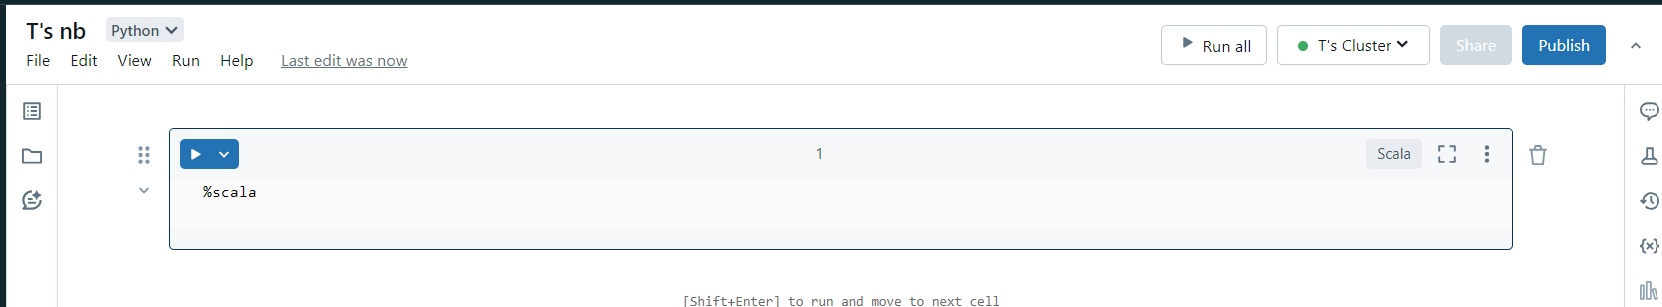 T's nb Python
File Edit View Run Help Last edit was now
Run all T's Cluster Share Publish
1
Scala
%scala
[Shift+Enter] to run and move to next cell